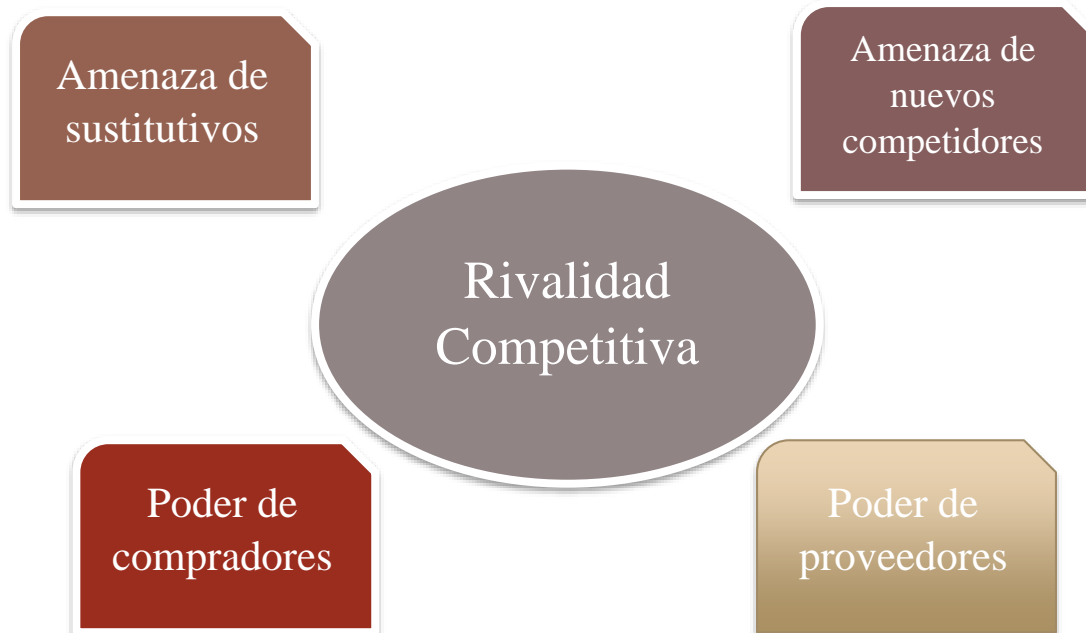 Amenaza de
sustitutivos
Amenaza de
nuevos
competidores
Rivalidad
Competitiva
Poder de
compradores
Poder de
proveedores